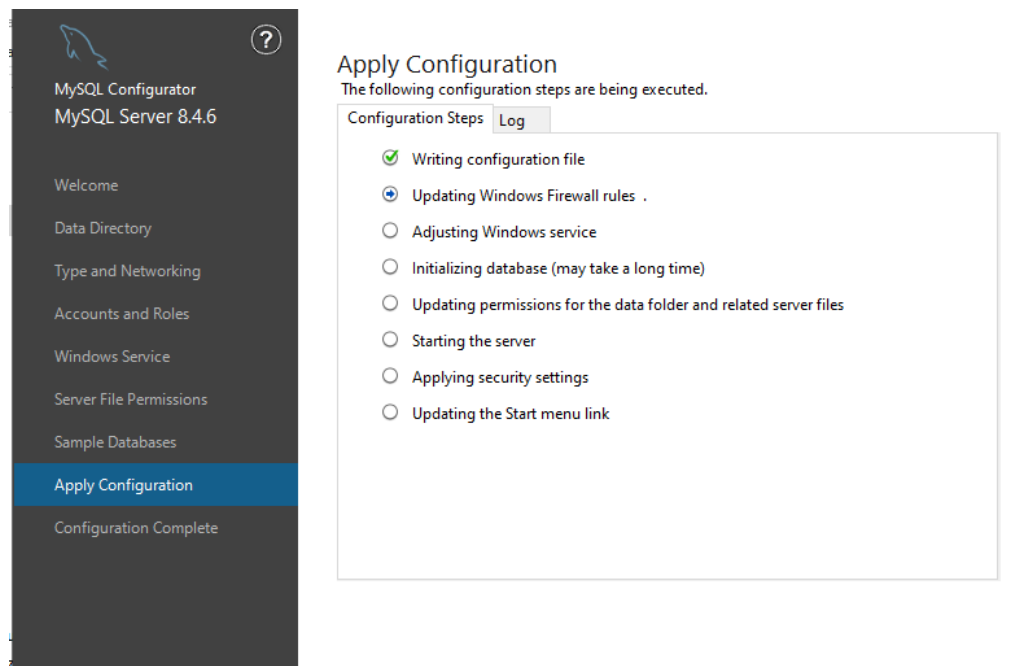 ?
MySQL Configurator
MySQL Server 8.4.6
Welcome
Data Directory
Type and Networking
Accounts and Roles
Windows Service
Server File Permissions
Sample Databases
Apply Configuration
Configuration Complete
Apply Configuration
The following configuration steps are being executed.
Configuration Steps Log
Writing configuration file
Updating Windows Firewall rules .
Adjusting Windows service
Initializing database (may take a long time)
Updating permissions for the data folder and related server files
Starting the server
Applying security settings
Updating the Start menu link